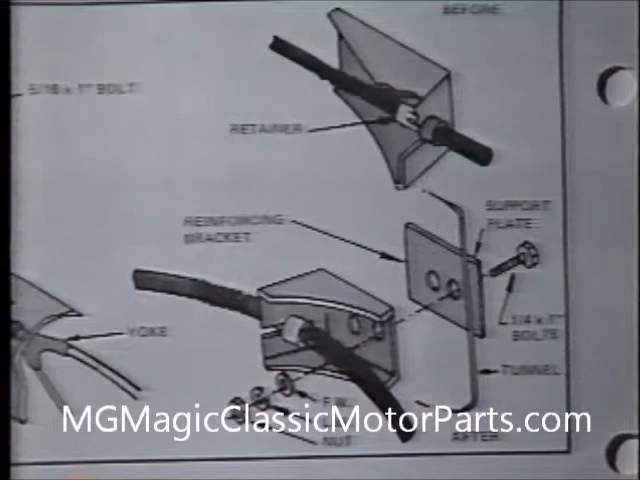 BEFORE
5/16 x 1" BOLT
RETAINER
SUPPORT
PLATE
REINFORCING
BRACKET
1/4 x 1"
BOLTS
YOKE
TUNNEL
F.W.
MGMagicClassicMotorParts.com
NUT
AFTER